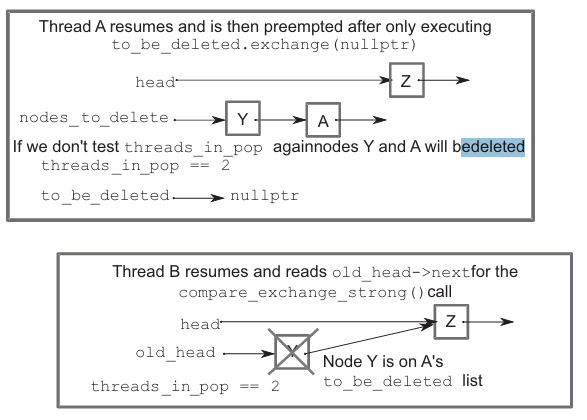 Thread A resumes and is then preempted after only executing
to_be_deleted.exchange(nullptr)
head
Z
nodes_to_delete
Y
A
If we don't test threads_in_pop againnodes Y and A will bedeleted
threads_in_pop == 2
to_be_deleted
nullptr
Thread B resumes and reads old_head->nextfor the
compare_exchange_strong()call
head
Z
old_head
Y
Node Y is on A's
threads_in_pop == 2
to_be_deleted list